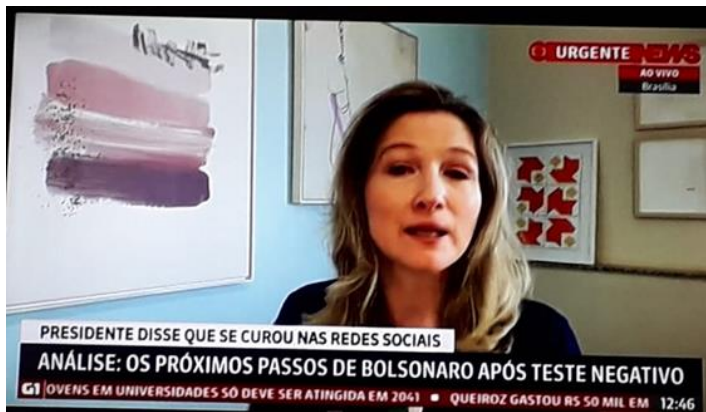 URGENTE NEWS
AO VIVO
Brasília
PRESIDENTE DISSE QUE SE CUROU NAS REDES SOCIAIS
ANÁLISE: OS PRÓXIMOS PASSOS DE BOLSONARO APÓS TESTE NEGATIVO
G1 OVENS EM UNIVERSIDADES SÓ DEVE SER ATINGIDA EM 2041 • QUEIROZ GASTOU R$ 50 MIL EM 12:46